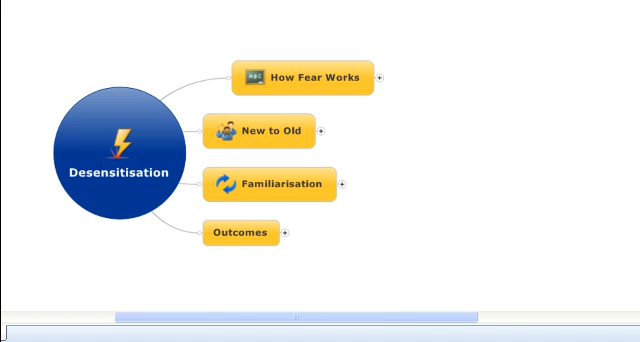 How Fear Works
New to Old
Desensitisation
Familiarisation
Outcomes